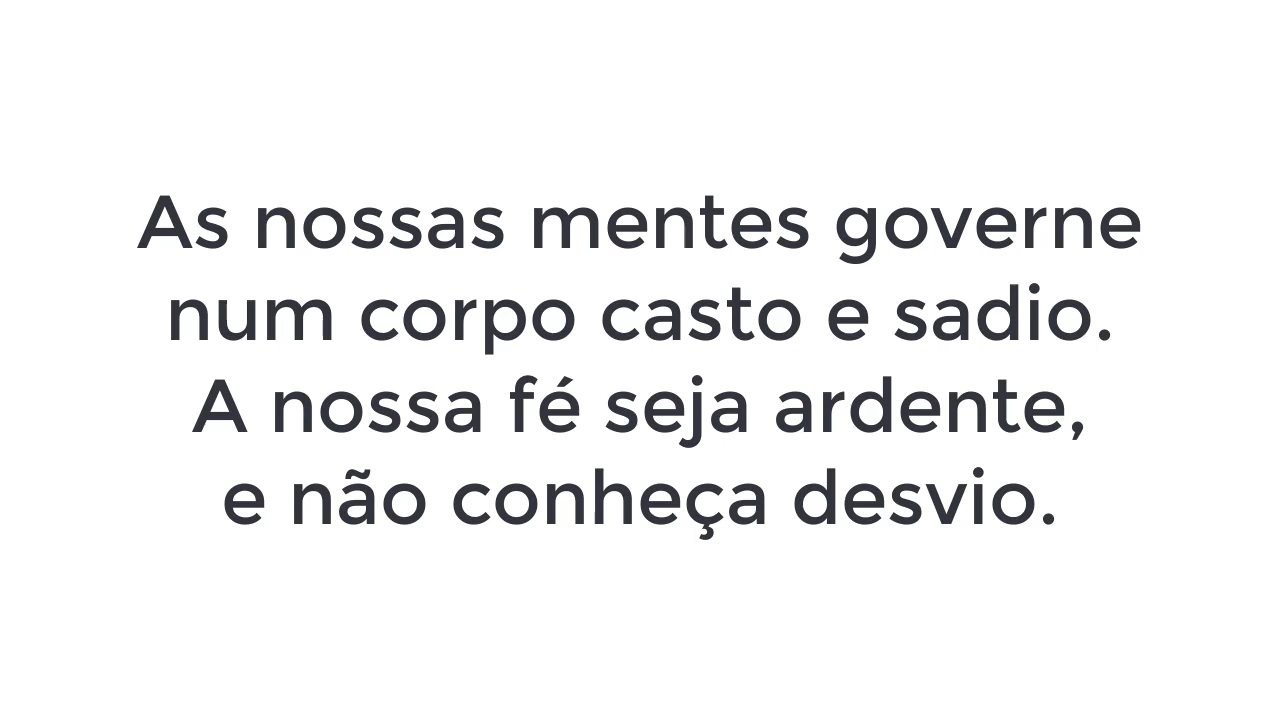 As nossas mentes governe
num corpo casto e sadio.
A nossa fé seja ardente,
e não conheça desvio.